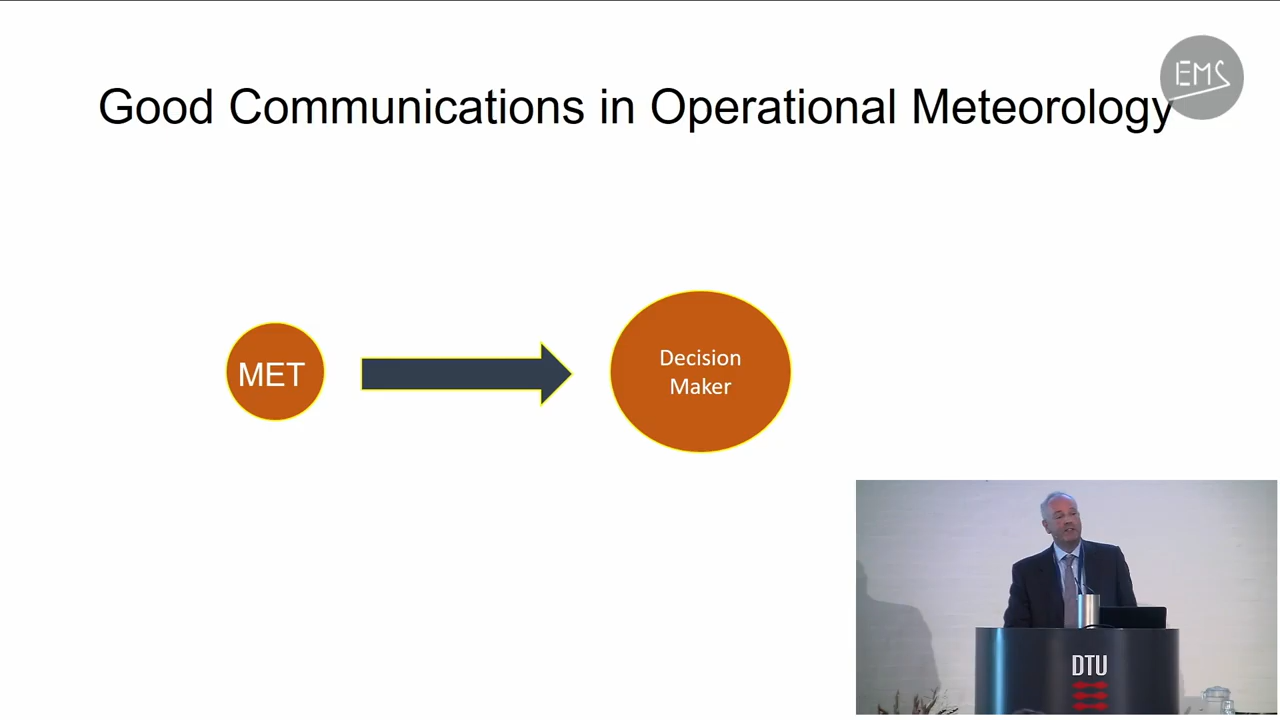 EMS
Good Communications in Operational Meteorology
MET
Decision
Maker
DTU